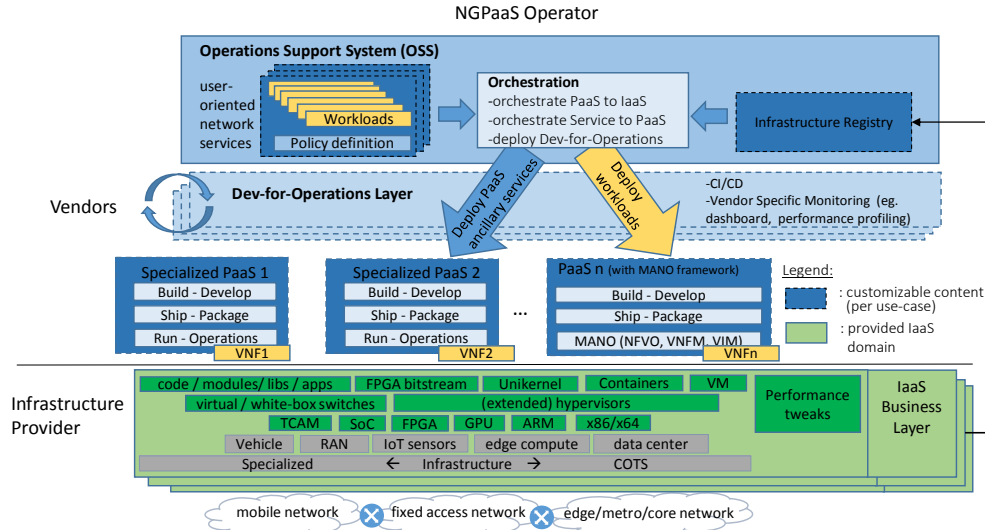 NGPaaS Operator
Operations Support System (OSS)
user-
oriented
network
services
Workloads
Policy definition
Orchestration
-orchestrate PaaS to IaaS
-orchestrate Service to PaaS
-deploy Dev-for-Operations
Infrastructure Registry
Vendors
Dev-for-Operations Layer
Deploy PaaS
ancillary services
Deploy
workloads
-CI/CD
-Vendor Specific Monitoring (eg.
dashboard, performance profiling)
Specialized PaaS 1
Build - Develop
Ship - Package
Run - Operations
VNF1
Specialized PaaS 2
Build - Develop
Ship - Package
Run - Operations
VNF2
...
PaaS n (with MANO framework)
Build - Develop
Ship - Package
MANO (NFVO, VNFM, VIM)
VNFn
Legend:
: customizable content
(per use-case)
: provided IaaS
domain
Infrastructure
Provider
code / modules/ libs / apps
FPGA bitstream
Unikernel
Containers
VM
virtual / white-box switches
(extended) hypervisors
TCAM
SoC
FPGA
GPU
ARM
x86/x64
Vehicle
RAN
IoT sensors
edge compute
data center
Specialized ← Infrastructure → COTS
Performance
tweaks
IaaS
Business
Layer
mobile network
fixed access network
edge/metro/core network